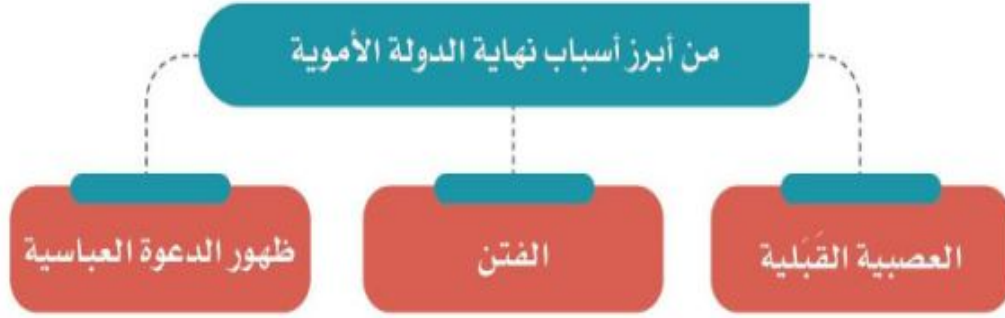 من أبرز أسباب نهاية الدولة الأموية
العصبية القَبَلية
الفتن
ظهور الدعوة العباسية